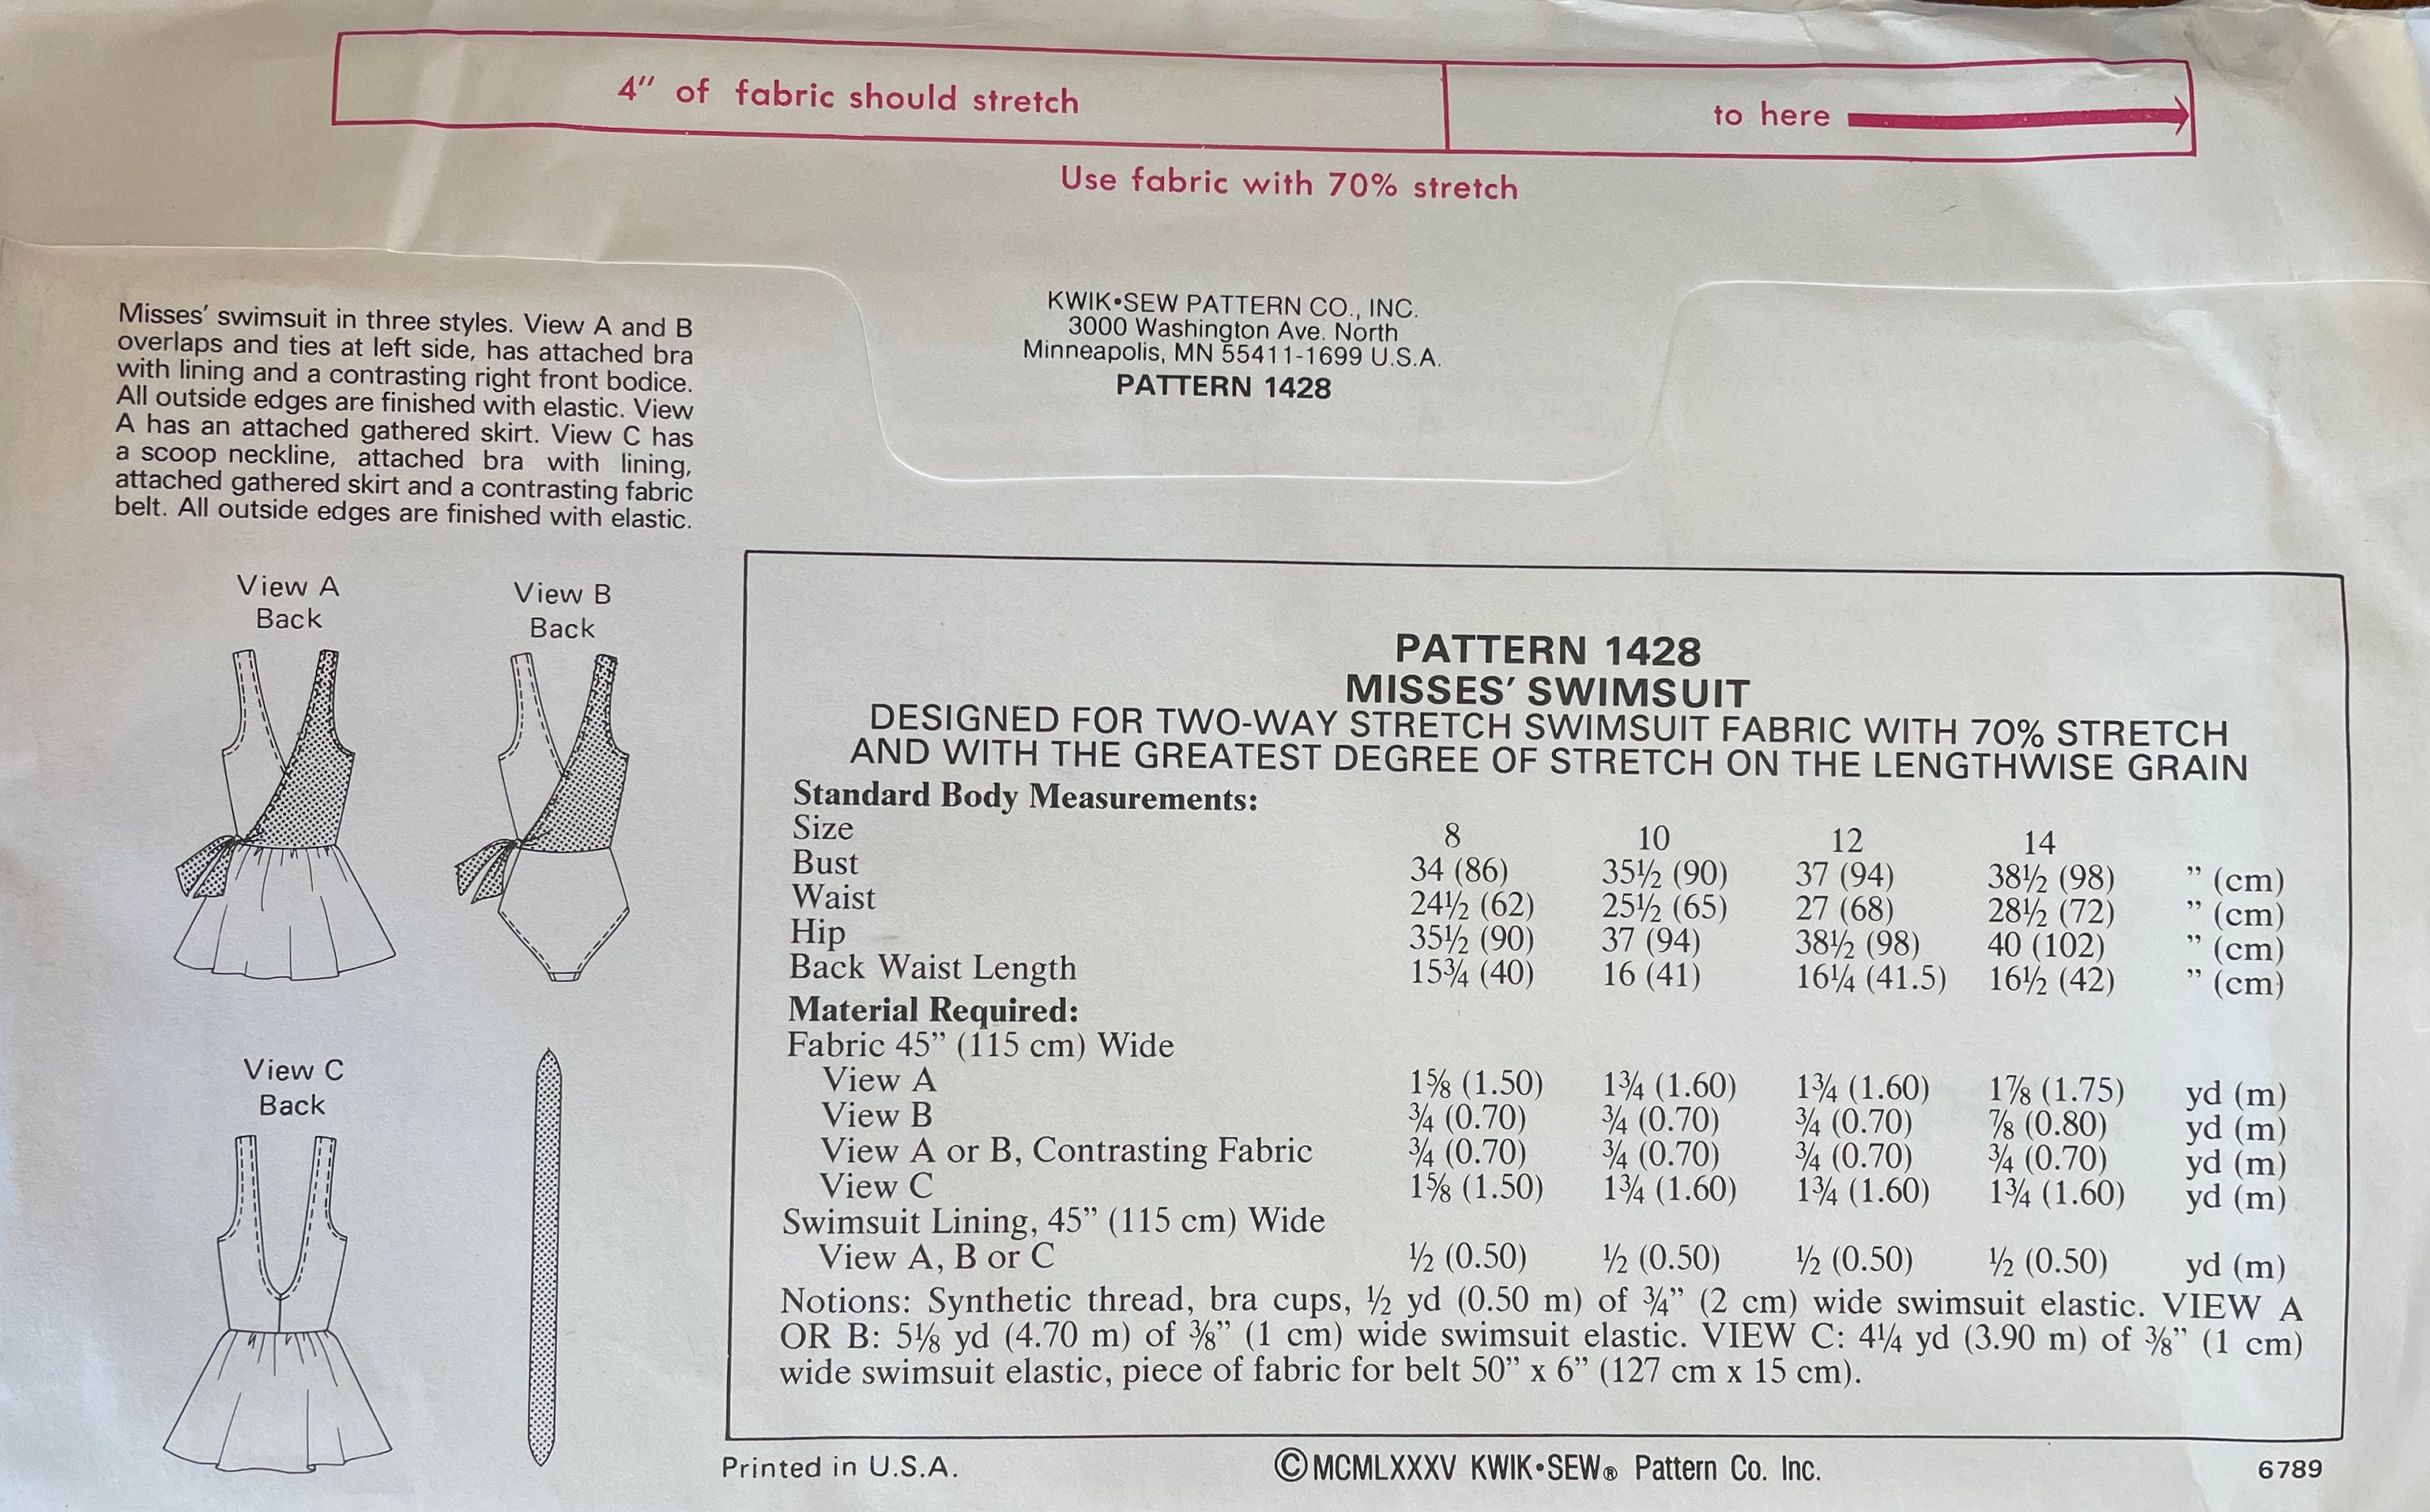 4" of fabric should stretch
to here
Use fabric with 70% stretch
KWIK•SEW PATTERN CO., INC.
3000 Washington Ave. North
Minneapolis, MN 55411-1699 U.S.A.
PATTERN 1428
Misses' swimsuit in three styles. View A and B
overlaps and ties at left side, has attached bra
with lining and a contrasting right front bodice.
All outside edges are finished with elastic. View
A has an attached gathered skirt. View C has
a scoop neckline, attached bra with lining,
attached gathered skirt and a contrasting fabric
belt. All outside edges are finished with elastic.
View A
Back
View B
Back
View C
Back
PATTERN 1428
MISSES' SWIMSUIT
DESIGNED FOR TWO-WAY STRETCH SWIMSUIT FABRIC WITH 70% STRETCH
AND WITH THE GREATEST DEGREE OF STRETCH ON THE LENGTHWISE GRAIN
Standard Body Measurements:
Size 8 10 12 14
Bust 34 (86) 35½ (90) 37 (94) 38½ (98) ” (cm)
Waist 24½ (62) 25½ (65) 27 (68) 28½ (72) ” (cm)
Hip 35½ (90) 37 (94) 38½ (98) 40 (102) ” (cm)
Back Waist Length 15¾ (40) 16 (41) 16¼ (41.5) 16½ (42) ” (cm)
Material Required:
Fabric 45” (115 cm) Wide
View A 1⅝ (1.50) 1¾ (1.60) 1¾ (1.60) 1⅞ (1.75) yd (m)
View B ¾ (0.70) ¾ (0.70) ¾ (0.70) ⅞ (0.80) yd (m)
View A or B, Contrasting Fabric ¾ (0.70) ¾ (0.70) ¾ (0.70) ¾ (0.70) yd (m)
View C 1⅝ (1.50) 1¾ (1.60) 1¾ (1.60) 1¾ (1.60) yd (m)
Swimsuit Lining, 45” (115 cm) Wide
View A, B or C ½ (0.50) ½ (0.50) ½ (0.50) ½ (0.50) yd (m)
Notions: Synthetic thread, bra cups, ½ yd (0.50 m) of ¾” (2 cm) wide swimsuit elastic. VIEW A
OR B: 5⅛ yd (4.70 m) of ⅜” (1 cm) wide swimsuit elastic. VIEW C: 4¼ yd (3.90 m) of ⅜” (1 cm)
wide swimsuit elastic, piece of fabric for belt 50” x 6” (127 cm x 15 cm).
Printed in U.S.A.
©MCMLXXXV KWIK•SEW® Pattern Co. Inc.
6789